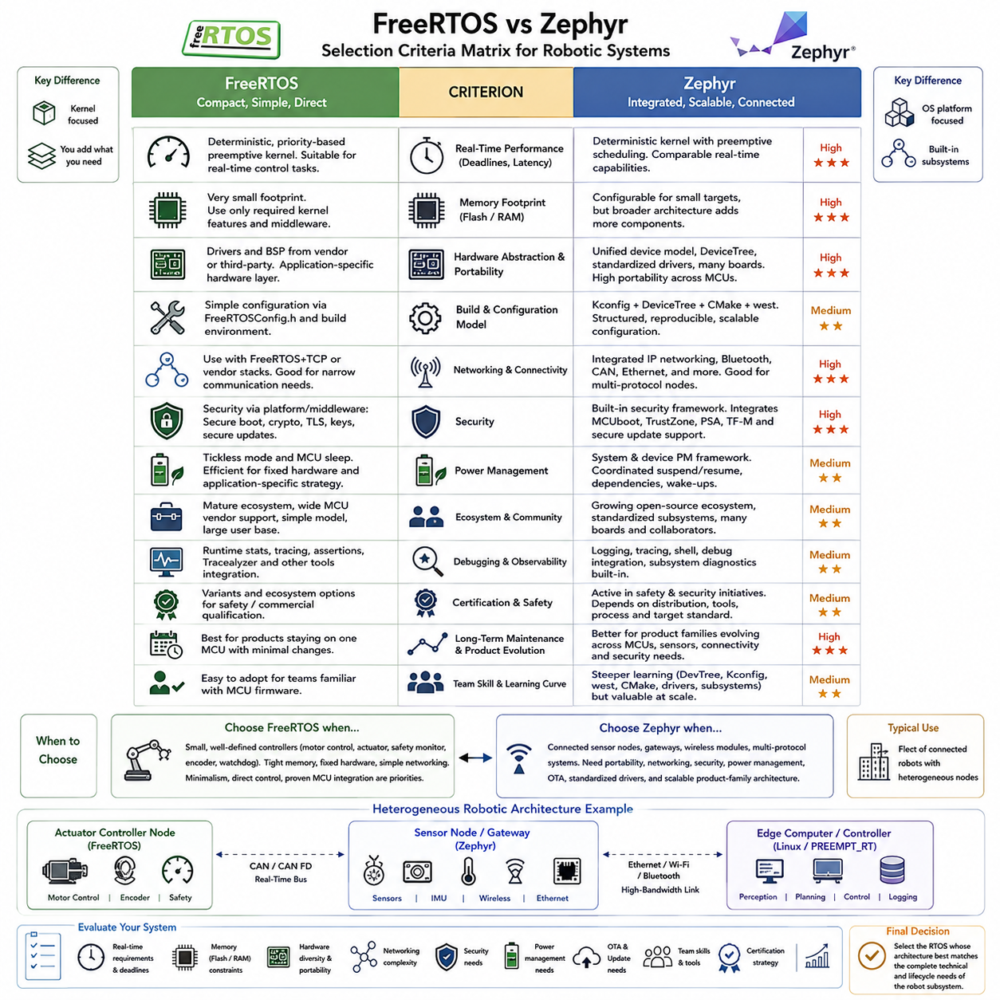 free RTOS
FreeRTOS vs Zephyr
Selection Criteria Matrix for Robotic Systems
Zephyr®
Key Difference
Kernel
focused
You add what
you need
FreeRTOS
Compact, Simple, Direct
CRITERION
Zephyr
Integrated, Scalable, Connected
Key Difference
OS platform
focused
Built-in
subsystems
Deterministic, priority-based
preemptive kernel. Suitable for
real-time control tasks.
Real-Time Performance
(Deadlines, Latency)
Deterministic kernel with preemptive
scheduling. Comparable real-time
capabilities.
High
★★★
Very small footprint.
Use only required kernel
features and middleware.
Memory Footprint
(Flash / RAM)
Configurable for small targets,
but broader architecture adds
more components.
High
★★★
Drivers and BSP from vendor
or third-party. Application-specific
hardware layer.
Hardware Abstraction &
Portability
Unified device model, DeviceTree,
standardized drivers, many boards.
High portability across MCUs.
High
★★★
Simple configuration via
FreeRTOSConfig.h and build
environment.
Build & Configuration
Model
Kconfig + DeviceTree + CMake + west.
Structured, reproducible, scalable
configuration.
Medium
★★
Use with FreeRTOS+TCP or
vendor stacks. Good for narrow
communication needs.
Networking & Connectivity
Integrated IP networking, Bluetooth,
CAN, Ethernet, and more. Good for
multi-protocol nodes.
High
★★★
Security via platform/middleware:
Secure boot, crypto, TLS, keys,
secure updates.
Security
Built-in security framework. Integrates
MCUboot, TrustZone, PSA, TF-M and
secure update support.
High
★★★
Tickless mode and MCU sleep.
Efficient for fixed hardware and
application-specific strategy.
Power Management
System & device PM framework.
Coordinated suspend/resume,
dependencies, wake-ups.
Medium
★★
Mature ecosystem, wide MCU
vendor support, simple model,
large user base.
Ecosystem & Community
Growing open-source ecosystem,
standardized subsystems, many
boards and collaborators.
Medium
★★
Runtime stats, tracing, assertions,
Tracealyzer and other tools
integration.
Debugging & Observability
Logging, tracing, shell, debug
integration, subsystem diagnostics
built-in.
Medium
★★
Variants and ecosystem options
for safety / commercial
qualification.
Certification & Safety
Active in safety & security initiatives.
Depends on distribution, tools,
process and target standard.
Medium
★★
Best for products staying on one
MCU with minimal changes.
Long-Term Maintenance
& Product Evolution
Better for product families evolving
across MCUs, sensors, connectivity
and security needs.
High
★★★
Easy to adopt for teams familiar
with MCU firmware.
Team Skill & Learning Curve
Steeper learning (DevTree, Kconfig,
west, CMake, drivers, subsystems)
but valuable at scale.
Medium
★★
When to
Choose
Choose FreeRTOS when...
Small, well-defined controllers (motor control, actuator, safety monitor,
encoder, watchdog). Tight memory, fixed hardware, simple networking.
Minimalism, direct control, proven MCU integration are priorities.
Choose Zephyr when...
Connected sensor nodes, gateways, wireless modules, multi-protocol
systems. Need portability, networking, security, power management,
OTA, standardized drivers, and scalable product-family architecture.
Typical Use
Flect of connected
robots with
heterogeneous nodes
Heterogeneous Robotic Architecture Example
Actuator Controller Node
(FreeRTOS)
Motor Control | Encoder | Safety
CAN / CAN FD
Real-Time Bus
Sensor Node / Gateway
(Zephyr)
Sensors | IMU | Wireless | Ethernet
Ethernet / Wi-Fi
/ Bluetooth
High-Bandwidth Link
Edge Computer / Controller
(Linux / PREEMPT_RT)
Perception | Planning | Control | Logging
Evaluate Your System
Real-time
requirements
& deadlines
Memory
(Flash / RAM)
constraints
Hardware
diversity &
portability
Networking
complexity
Security
needs
Power
management
needs
OTA &
Update
needs
Team skills
& tools
Certification
strategy
Final Decision
Select the RTOS whose
architecture best matches
the complete technical
and lifecycle needs of
the robot subsystem.